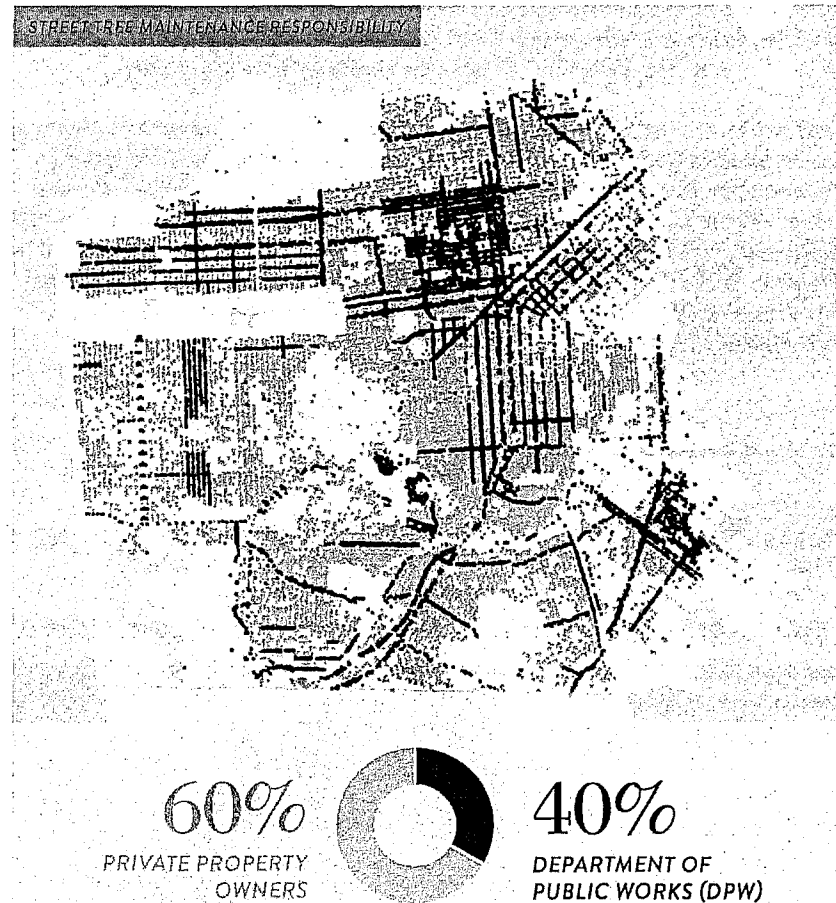 STREET TREE MAINTENANCE RESPONSIBILITY
60%
PRIVATE PROPERTY
OWNERS
40%
DEPARTMENT OF
PUBLIC WORKS (DPW)